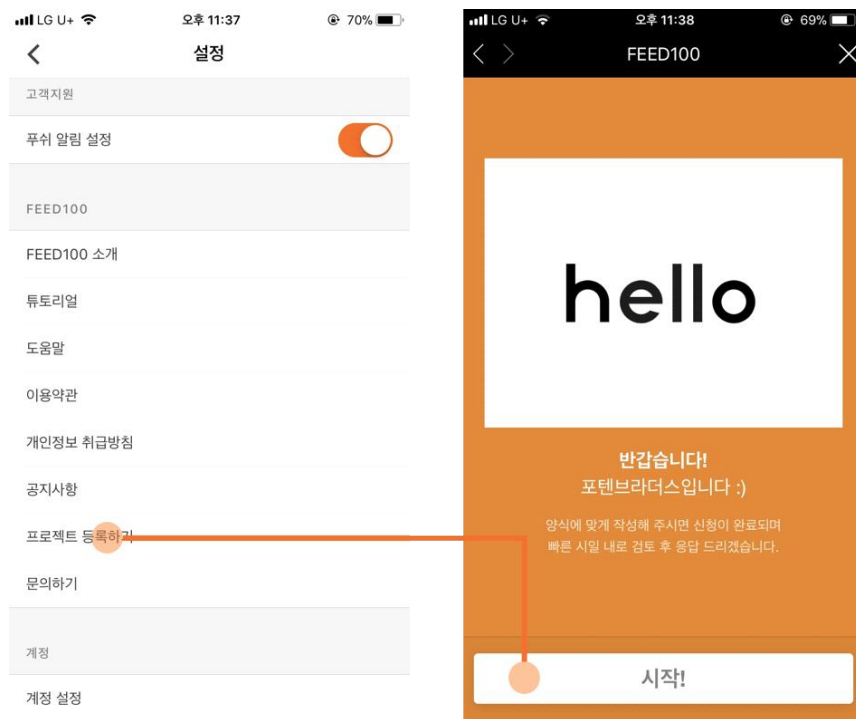 LG U+ 오후 11:37 70%
설정
고객지원
푸쉬 알림 설정
FEED100
FEED100 소개
튜토리얼
도움말
이용약관
개인정보 취급방침
공지사항
프로젝트 등록하기
문의하기
계정
계정 설정
LG U+ 오후 11:38 69%
FEED100
hello
반갑습니다!
포텐브라더스입니다 :)
양식에 맞게 작성해 주시면 신청이 완료되며
빠른 시일 내로 검토 후 응답 드리겠습니다.
시작!